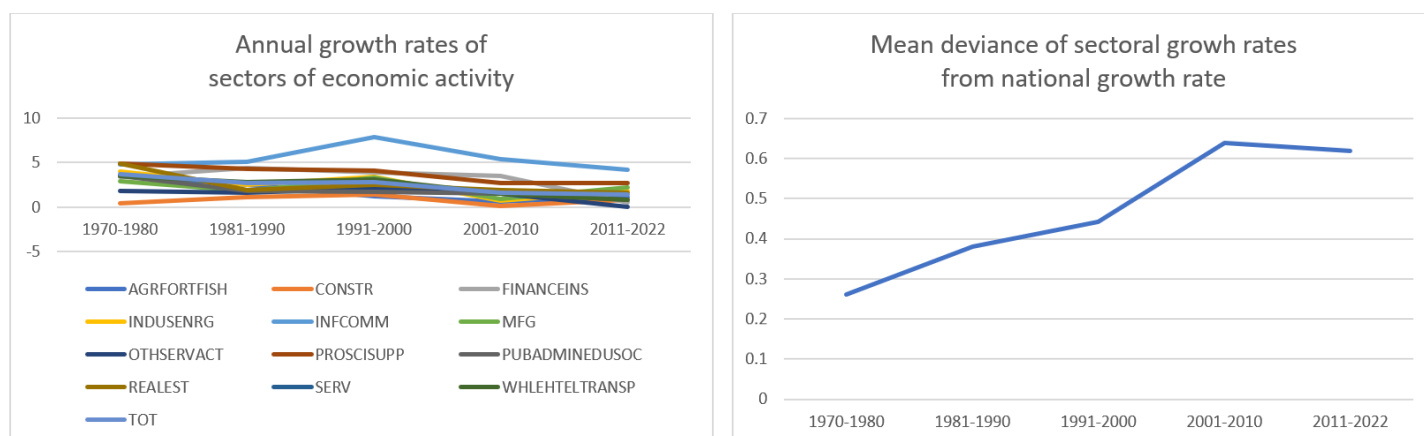 Annual growth rates of
sectors of economic activity
10
5
0
-5
1970-1980 1981-1990 1991-2000 2001-2010 2011-2022
AGRFORTFISH CONSTR FINANCEINS
INDUSENRG INFCOMM MFG
OTHSERVACT PROSCISUPP PUBADMINEDUSOC
REALEST SERV WHLEHTELTRANSP
TOT
Mean deviance of sectoral growh rates
from national growth rate
0.7
0.6
0.5
0.4
0.3
0.2
0.1
0
1970-1980 1981-1990 1991-2000 2001-2010 2011-2022